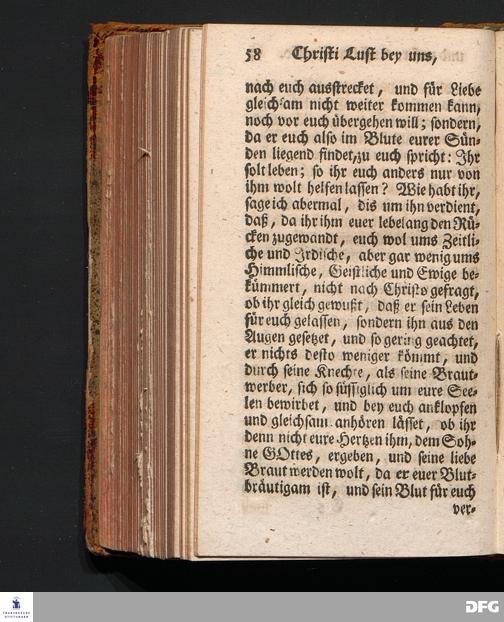 58 Christi Lust bey uns,
nach euch ausstrecket, und für Liebe
gleichsam nicht weiter kommen kann,
noch vor euch übergehen will; sondern,
da er euch also im Blute eurer Sün-
den liegend findet, zu euch spricht: Ihr
solt leben; so ihr euch anders nur von
ihm wolt helfen lassen? Wie habt ihr,
sage ich abermal, dis um ihn verdient,
daß, da ihr ihm euer lebelang den Rü-
cken zugewandt, euch wol ums Zeitli-
che und Irdische, aber gar wenig ums
Himmlische, Geistliche und Ewige be-
kümmert, nicht nach Christo gefragt,
ob ihr gleich gewußt, daß er sein Leben
für euch gelassen, sondern ihn aus den
Augen gesetzet, und so gering geachtet,
er nichts desto weniger kömmt, und
durch seine Knechte, als seine Braut-
werber, sich so süssiglich um eure See-
len bewirbet, und bey euch anklopfen
und gleichsam anhören lässet, ob ihr
denn nicht eure Hertzen ihm, dem Soh-
ne GOttes, ergeben, und seine liebe
Braut werden wolt, da er euer Blut-
bräutigam ist, und sein Blut für euch
ver-
FRANCKESCHE
STIFTUNGEN
DFG